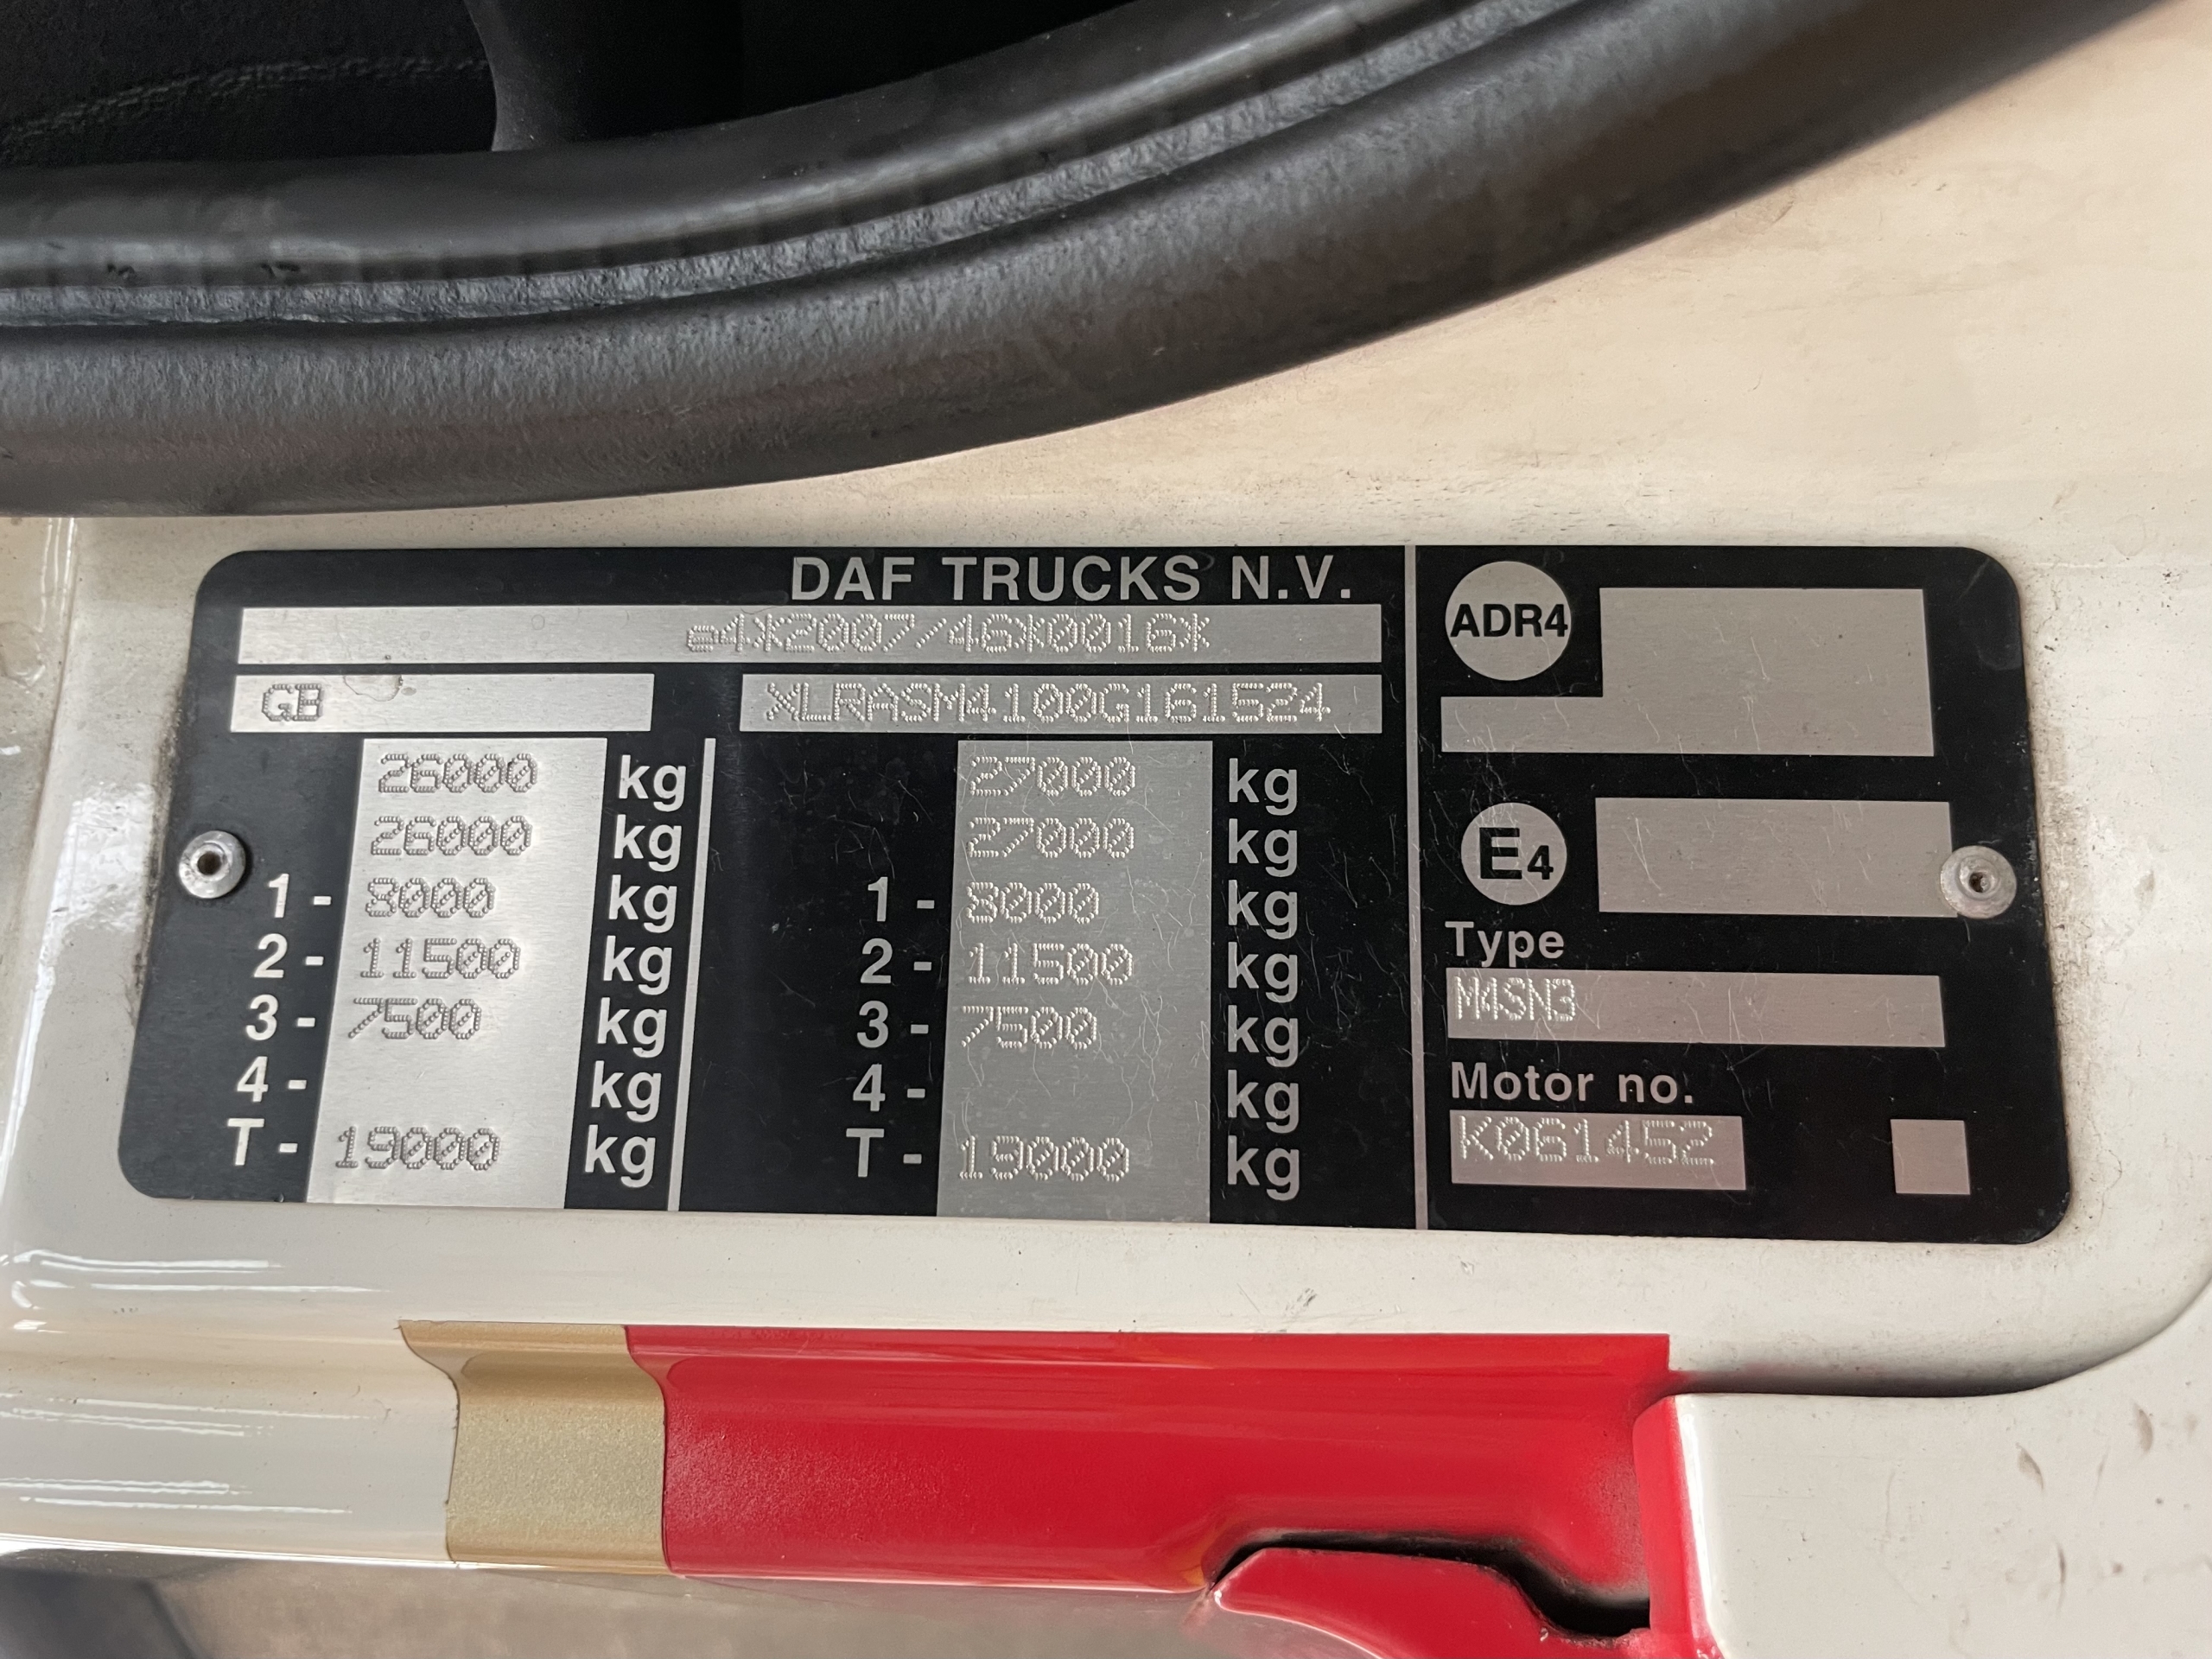 DAF TRUCKS N.V.
e4*2007/46*0016*
GB XLRASM4100G161524
26000 kg 27000 kg
26000 kg 27000 kg
1 - 8000 kg 1 - 8000 kg
2 - 11500 kg 2 - 11500 kg
3 - 7500 kg 3 - 7500 kg
4 - kg 4 - kg
T - 19000 kg T - 19000 kg
ADR4
E4
Type
M4SN3
Motor no.
K061452